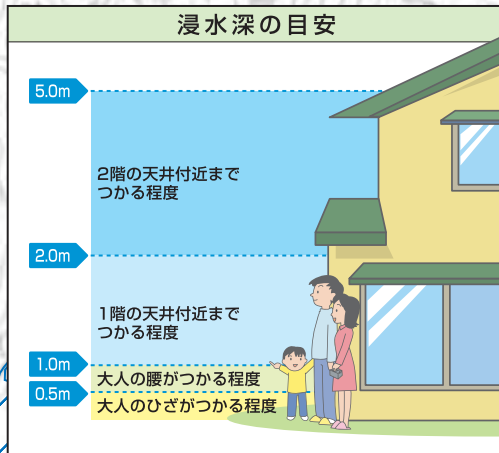 浸水深の目安
5.0m
2階の天井付近まで
つかる程度
2.0m
1階の天井付近まで
つかる程度
1.0m
大人の腰がつかる程度
0.5m
大人のひざがつかる程度